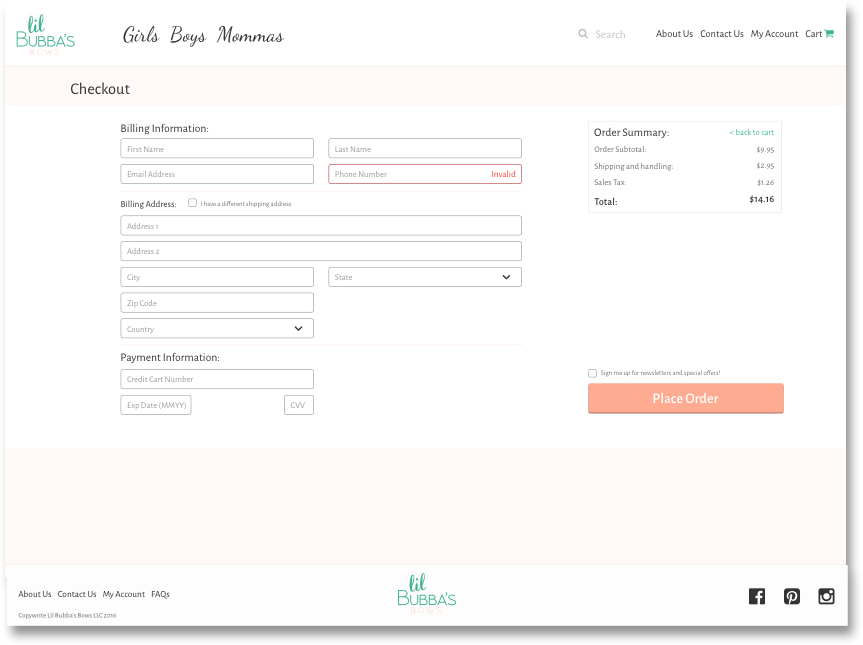 lil
BUBBA'S
BOWS
Girls Boys Mommas
Search
About Us Contact Us My Account Cart
Checkout
Billing Information:
First Name
Last Name
Email Address
Phone Number Invalid
Billing Address: I have a different shipping address
Address 1
Address 2
City
State
Zip Code
Country
Payment Information:
Credit Cart Number
Exp Date (MMYY)
CVV
Order Summary: < back to cart
Order Subtotal: $9.95
Shipping and handling: $2.95
Sales Tax: $1.26
Total: $14.16
Sign me up for newsletters and special offers!
Place Order
About Us Contact Us My Account FAQs
Copywrite Lil Bubba's Bows LLC 2016
lil
BUBBA'S
BOWS